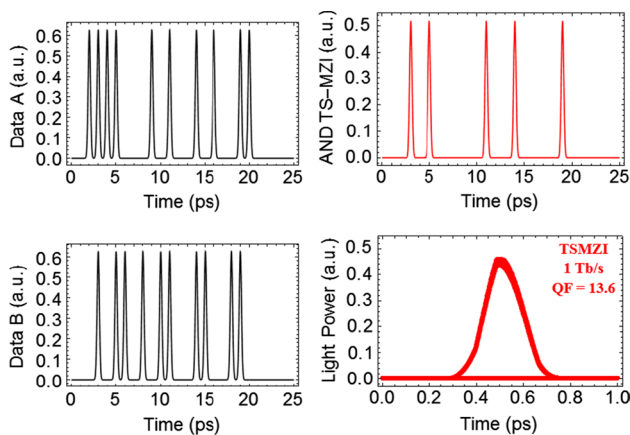 Data A (a.u.)
0.6
0.5
0.4
0.3
0.2
0.1
0.0
0 5 10 15 20 25
Time (ps)
AND TS–MZI (a.u.)
0.5
0.4
0.3
0.2
0.1
0.0
0 5 10 15 20 25
Time (ps)
Data B (a.u.)
0.6
0.5
0.4
0.3
0.2
0.1
0.0
0 5 10 15 20 25
Time (ps)
Light Power (a.u.)
0.5
0.4
0.3
0.2
0.1
0.0
TSMZI
1 Tb/s
QF = 13.6
0.0 0.2 0.4 0.6 0.8 1.0
Time (ps)